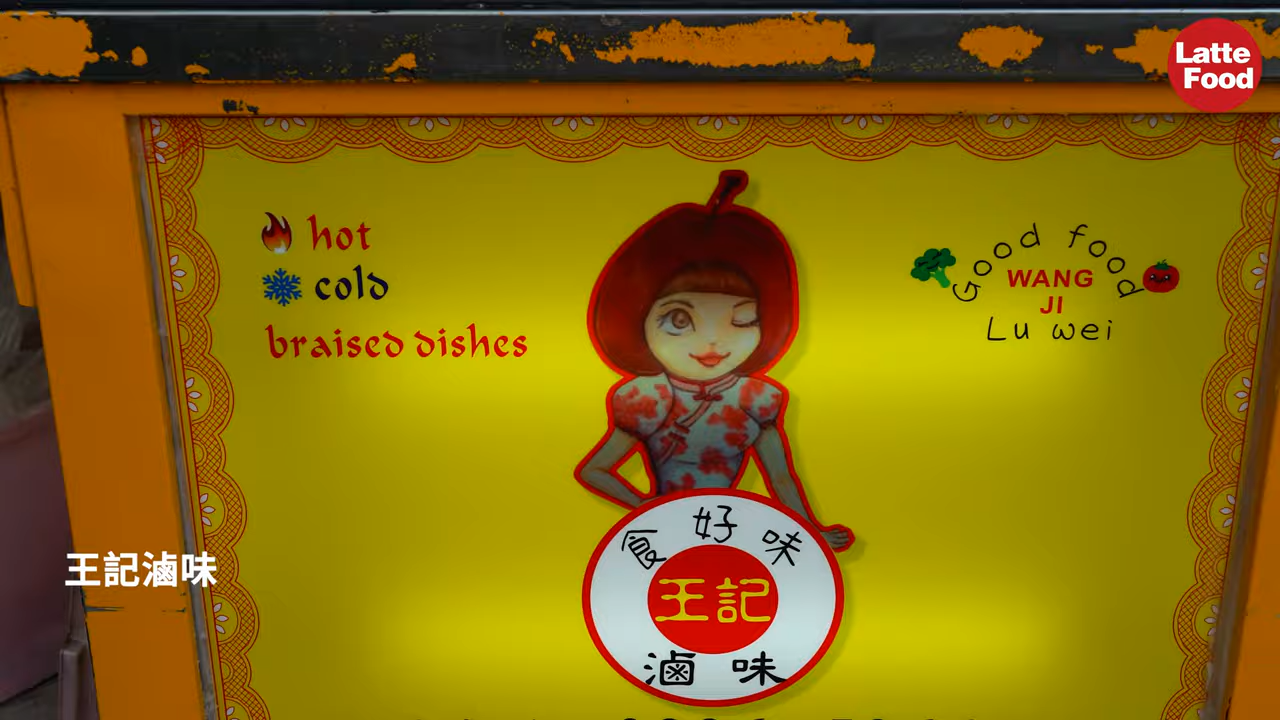 Latte
Food
hot
cold
braised dishes
Good food
WANG
JI
Lu wei
食好味
王記
滷味
王記滷味